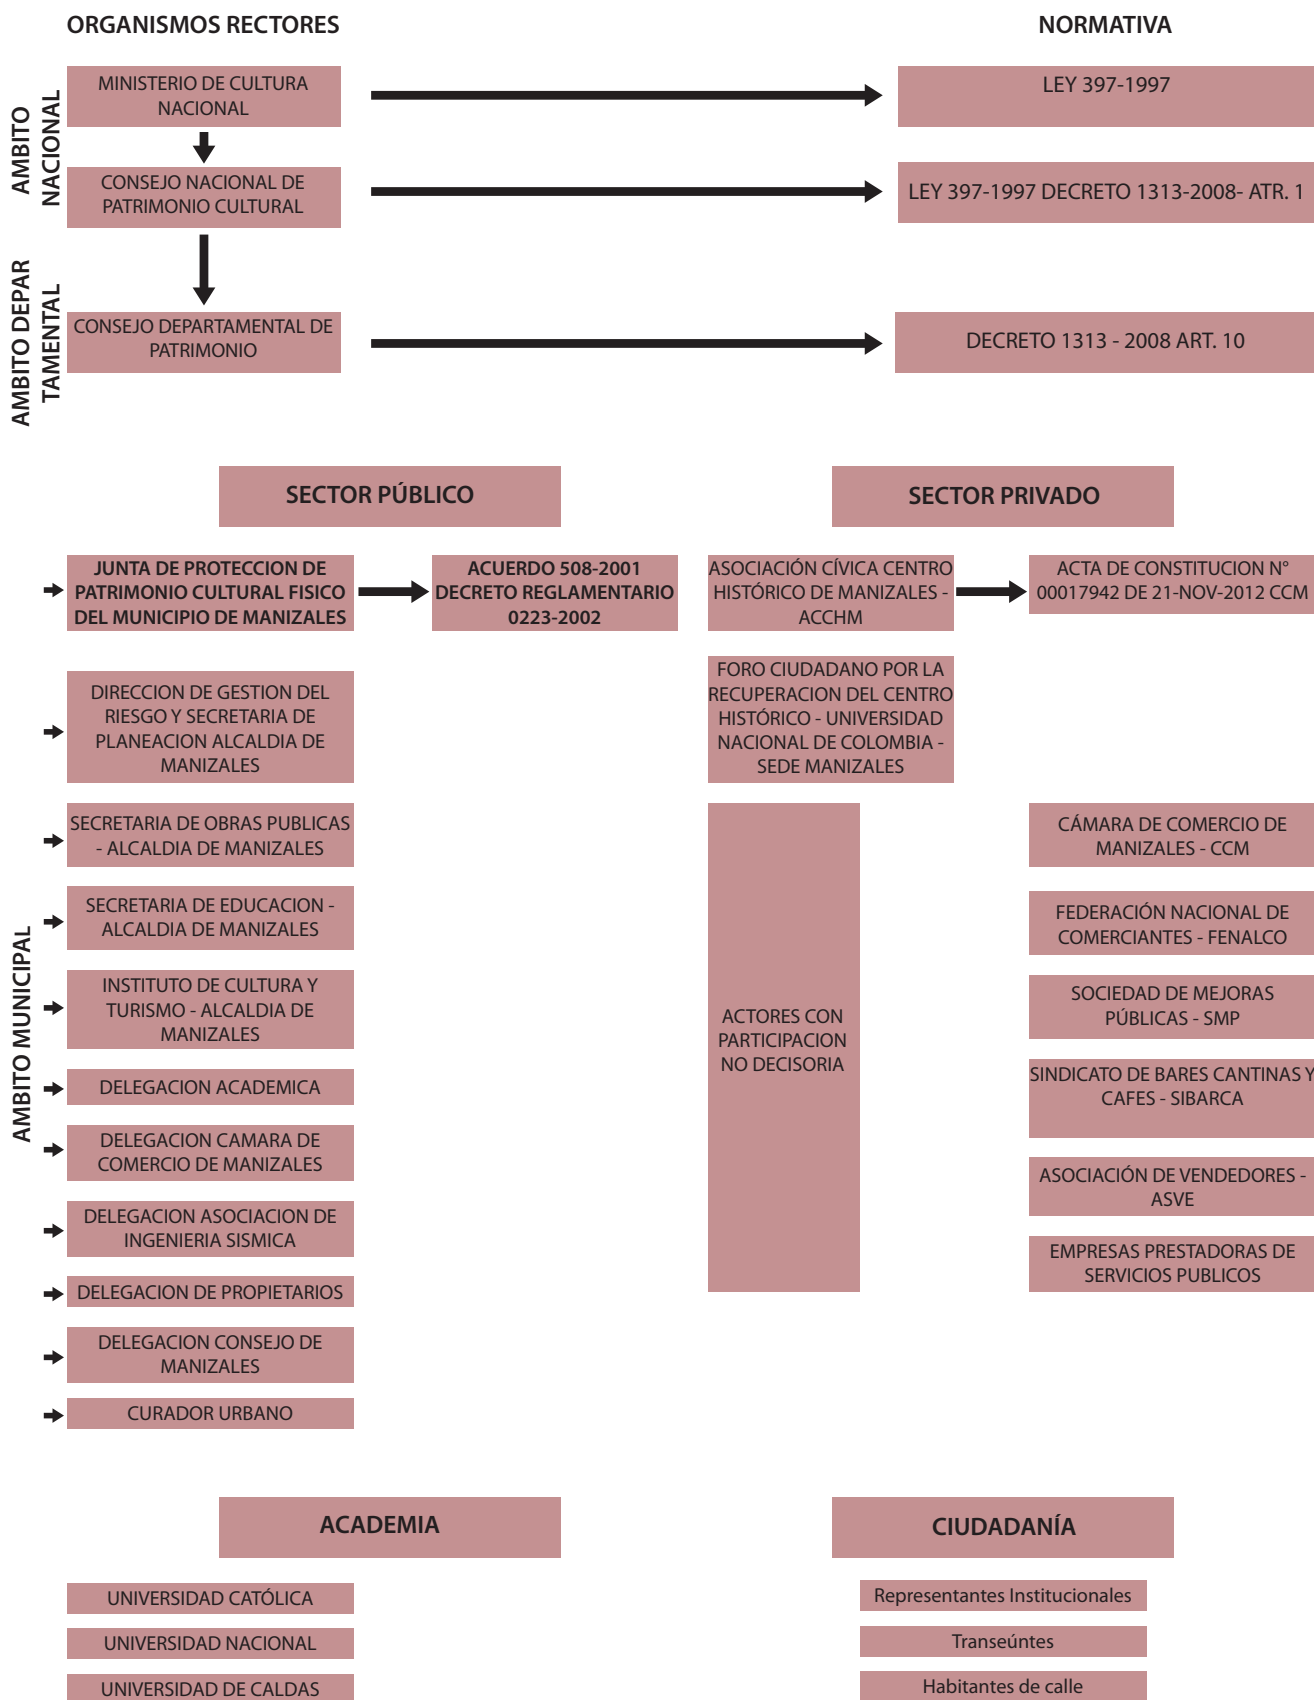 ORGANISMOS RECTORES
NORMATIVA
AMBITO
NACIONAL
MINISTERIO DE CULTURA
NACIONAL
LEY 397-1997
CONSEJO NACIONAL DE
PATRIMONIO CULTURAL
LEY 397-1997 DECRETO 1313-2008- ATR. 1
AMBITO DEPAR
TAMENTAL
CONSEJO DEPARTAMENTAL DE
PATRIMONIO
DECRETO 1313 - 2008 ART. 10
SECTOR PÚBLICO
SECTOR PRIVADO
AMBITO MUNICIPAL
JUNTA DE PROTECCION DE
PATRIMONIO CULTURAL FISICO
DEL MUNICIPIO DE MANIZALES
ACUERDO 508-2001
DECRETO REGLAMENTARIO
0223-2002
ASOCIACIÓN CÍVICA CENTRO
HISTÓRICO DE MANIZALES -
ACCHM
ACTA DE CONSTITUCION N°
00017942 DE 21-NOV-2012 CCM
DIRECCION DE GESTION DEL
RIESGO Y SECRETARIA DE
PLANEACION ALCALDIA DE
MANIZALES
FORO CIUDADANO POR LA
RECUPERACION DEL CENTRO
HISTÓRICO - UNIVERSIDAD
NACIONAL DE COLOMBIA -
SEDE MANIZALES
SECRETARIA DE OBRAS PUBLICAS
- ALCALDIA DE MANIZALES
SECRETARIA DE EDUCACION -
ALCALDIA DE MANIZALES
INSTITUTO DE CULTURA Y
TURISMO - ALCALDIA DE
MANIZALES
DELEGACION ACADEMICA
DELEGACION CAMARA DE
COMERCIO DE MANIZALES
DELEGACION ASOCIACION DE
INGENIERIA SISMICA
DELEGACION DE PROPIETARIOS
DELEGACION CONSEJO DE
MANIZALES
CURADOR URBANO
ACTORES CON
PARTICIPACION
NO DECISORIA
CÁMARA DE COMERCIO DE
MANIZALES - CCM
FEDERACIÓN NACIONAL DE
COMERCIANTES - FENALCO
SOCIEDAD DE MEJORAS
PÚBLICAS - SMP
SINDICATO DE BARES CANTINAS Y
CAFES - SIBARCA
ASOCIACIÓN DE VENDEDORES -
ASVE
EMPRESAS PRESTADORAS DE
SERVICIOS PUBLICOS
ACADEMIA
CIUDADANÍA
UNIVERSIDAD CATÓLICA
UNIVERSIDAD NACIONAL
UNIVERSIDAD DE CALDAS
Representantes Institucionales
Transeúntes
Habitantes de calle